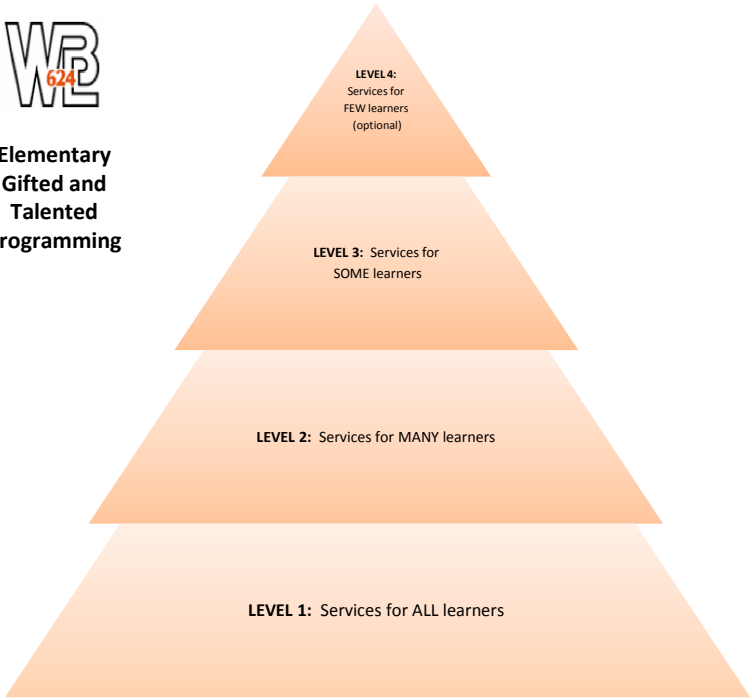 WBL
624
Elementary
Gifted and
Talented
rogramming
LEVEL 4:
Services for
FEW learners
(optional)
LEVEL 3: Services for
SOME learners
LEVEL 2: Services for MANY learners
LEVEL 1: Services for ALL learners